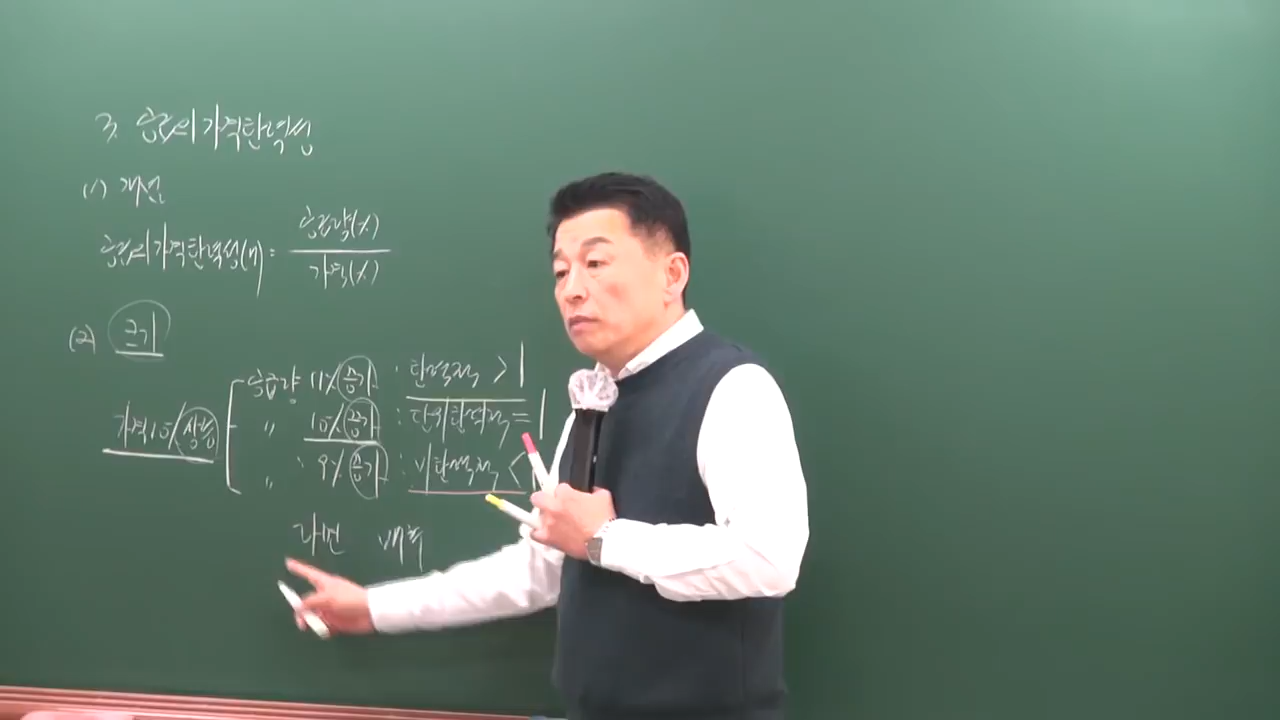 3. 공급의 가격탄력성
(1) 개념
공급의 가격탄력성(η) = 공급량(%) / 가격(%)
(2) 크기
가격 10% 상승
공급량 11% 증가 : 탄력적 > 1
〃 10% 증가 : 단위탄력적 = 1
〃 : 9% 증가 : 비탄력적 <
라면 배추